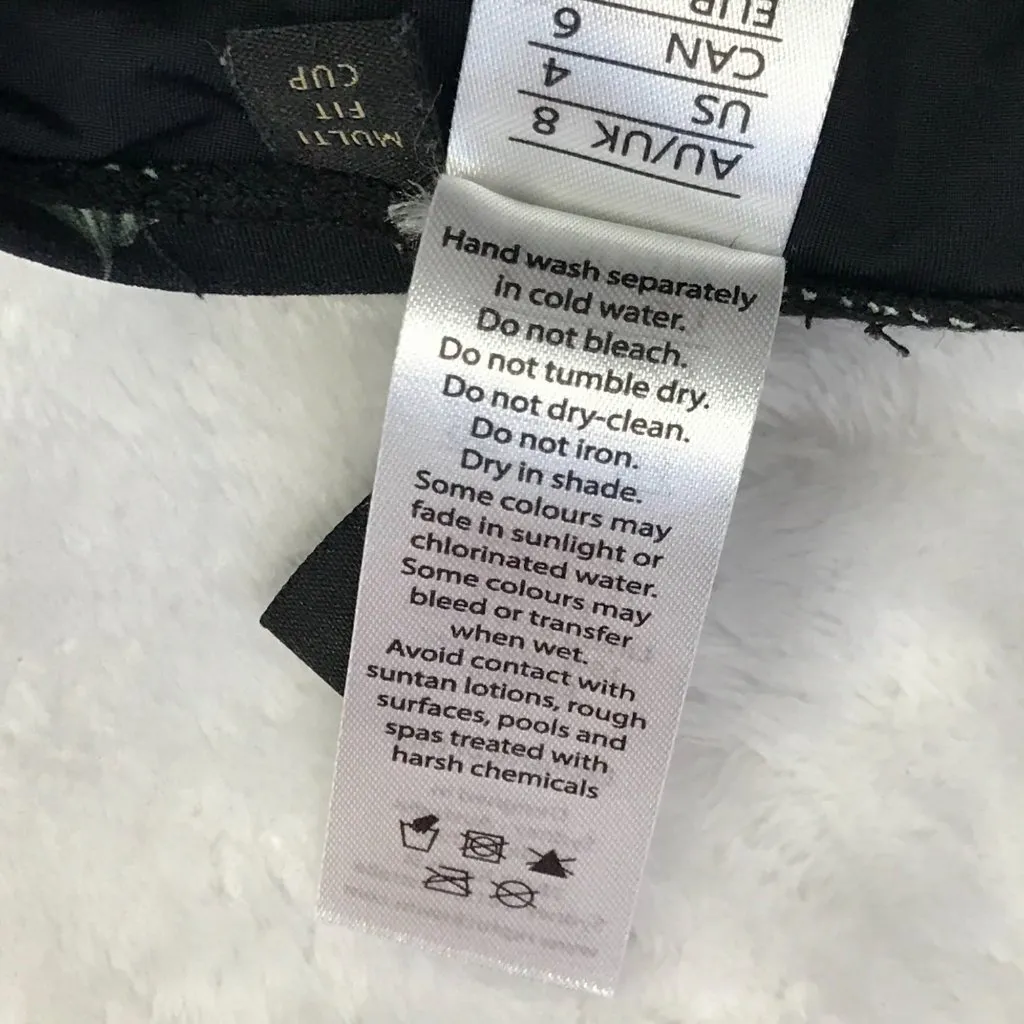 MULTI
FIT
CUP
AU/UK 8
US 4
CAN 6
EUR
Hand wash separately
in cold water.
Do not bleach.
Do not tumble dry.
Do not dry-clean.
Do not iron.
Dry in shade.
Some colours may
fade in sunlight or
chlorinated water.
Some colours may
bleed or transfer
when wet.
Avoid contact with
suntan lotions, rough
surfaces, pools and
spas treated with
harsh chemicals